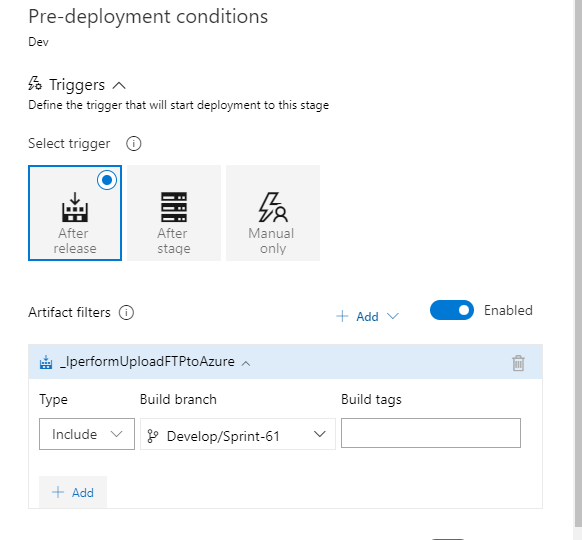 Pre-deployment conditions
Dev
Triggers
Define the trigger that will start deployment to this stage
Select trigger
After release
After stage
Manual only
Artifact filters
Add
Enabled
_IperformUploadFTPtoAzure
Type
Build branch
Build tags
Include
Develop/Sprint-61
Add